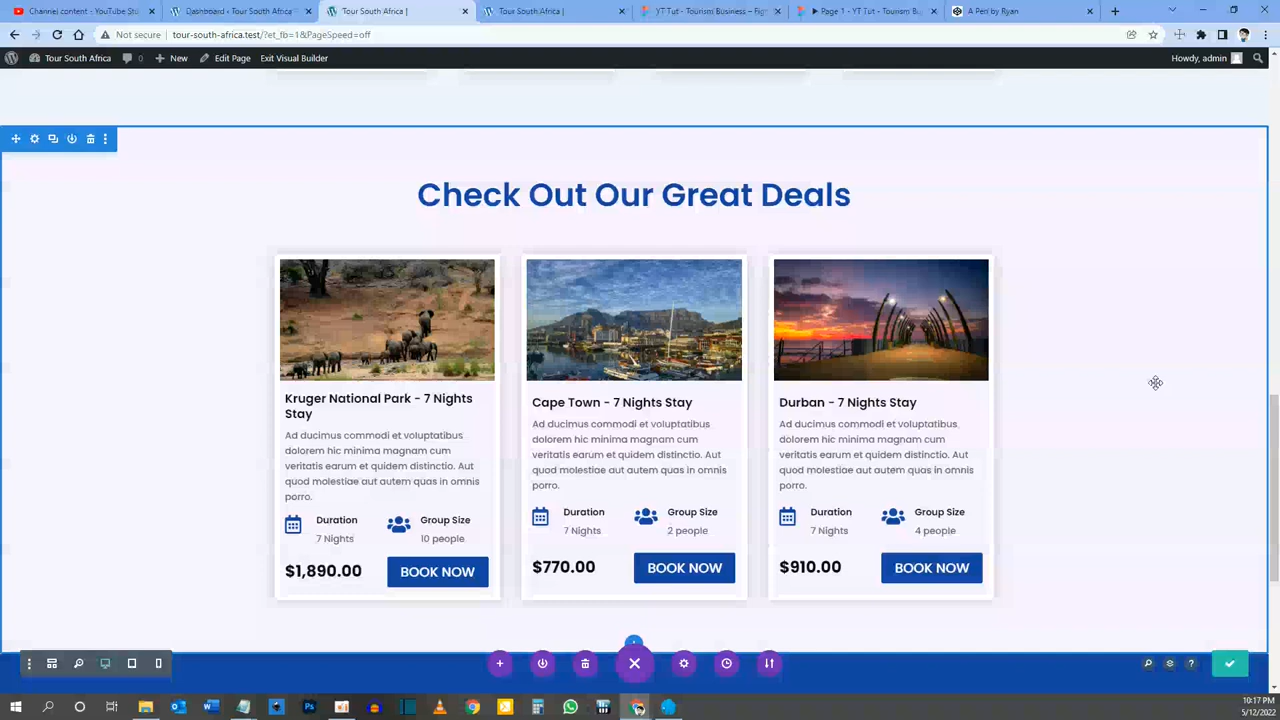 Channel content - YouTube Stu
Dashboard ‹ Tour South Africa
Tour South Africa |
Tour South Africa |
YT Tut - Tourism Business – Figm
Page 1 - YT Tut - Tourism Busi
A Pen by Ryan
Not secure | tour-south-africa.test/?et_fb=1&PageSpeed=off
Tour South Africa 0 New Edit Page Exit Visual Builder Howdy, admin
Check Out Our Great Deals
Kruger National Park - 7 Nights
Stay
Ad ducimus commodi et voluptatibus
dolorem hic minima magnam cum
veritatis earum et quidem distinctio. Aut
quod molestiae aut autem quas in omnis
porro.
Duration Group Size
7 Nights 10 people
$1,890.00 BOOK NOW
Cape Town - 7 Nights Stay
Ad ducimus commodi et voluptatibus
dolorem hic minima magnam cum
veritatis earum et quidem distinctio. Aut
quod molestiae aut autem quas in omnis
porro.
Duration Group Size
7 Nights 2 people
$770.00 BOOK NOW
Durban - 7 Nights Stay
Ad ducimus commodi et voluptatibus
dolorem hic minima magnam cum
veritatis earum et quidem distinctio. Aut
quod molestiae aut autem quas in omnis
porro.
Duration Group Size
7 Nights 4 people
$910.00 BOOK NOW
10:17 PM
5/12/2022